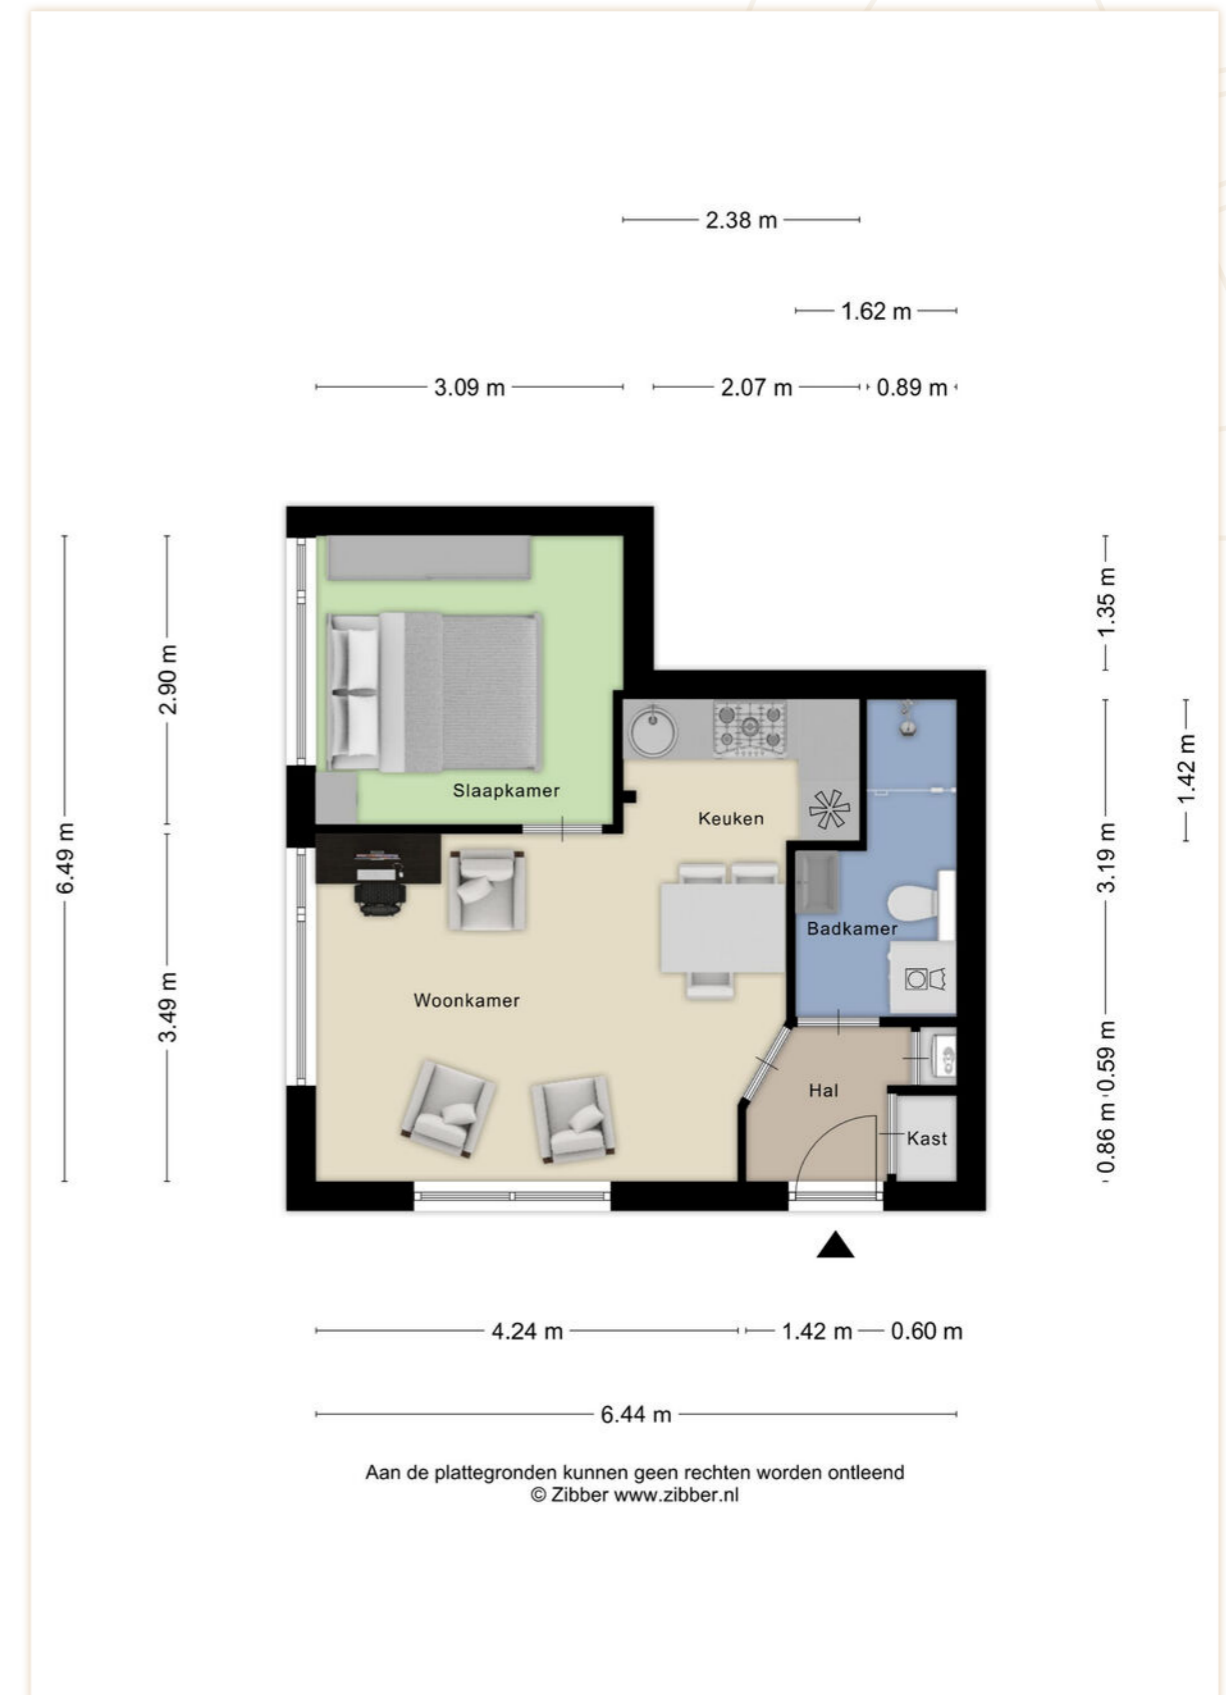 2.38 m
1.62 m
3.09 m
2.07 m
0.89 m
1.35 m
2.90 m
1.42 m
6.49 m
3.19 m
3.49 m
0.59 m
0.86 m
Slaapkamer
Keuken
Badkamer
Woonkamer
Hal
Kast
4.24 m
1.42 m
0.60 m
6.44 m
Aan de plattegronden kunnen geen rechten worden ontleend
© Zibber www.zibber.nl